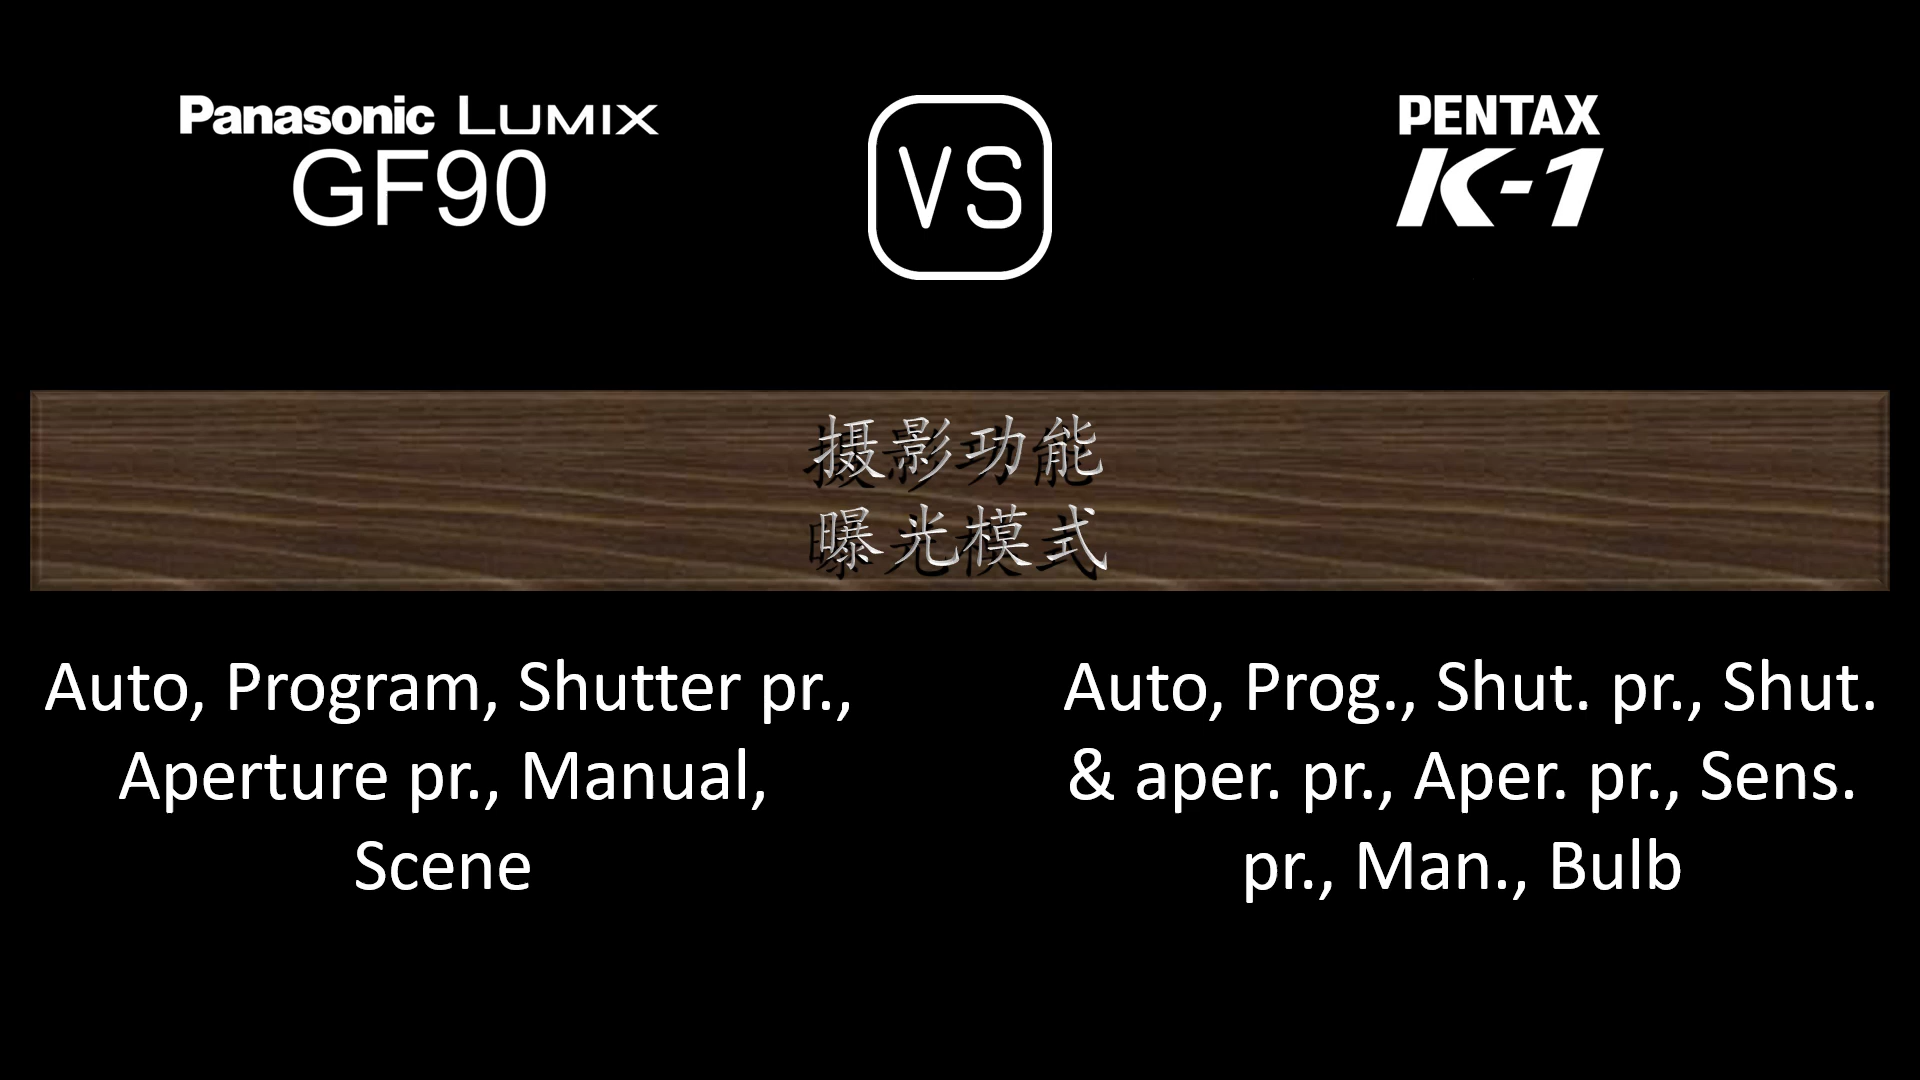 Panasonic LUMIX
GF90
VS
PENTAX
K-1
摄影功能
曝光模式
Auto, Program, Shutter pr.,
Aperture pr., Manual,
Scene
Auto, Prog., Shut. pr., Shut.
& aper. pr., Aper. pr., Sens.
pr., Man., Bulb